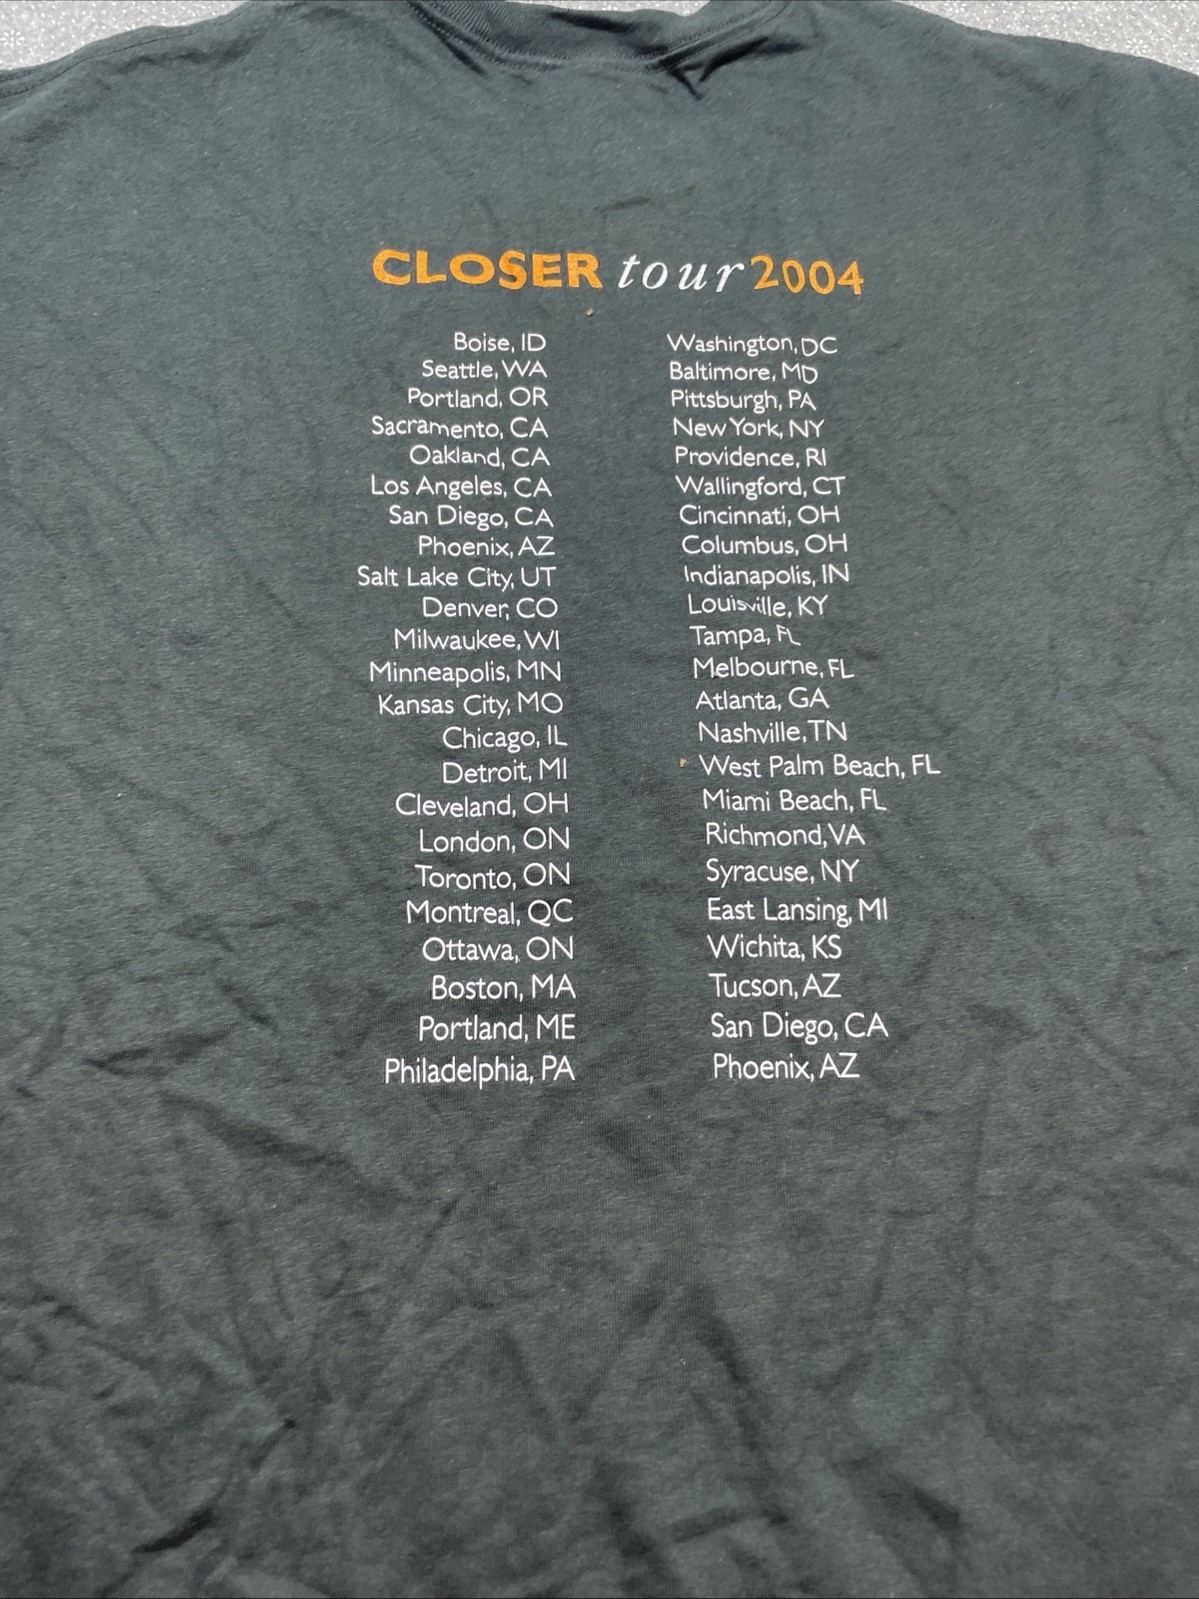 CLOSER tour 2004
Boise, ID
Seattle, WA
Portland, OR
Sacramento, CA
Oakland, CA
Los Angeles, CA
San Diego, CA
Phoenix, AZ
Salt Lake City, UT
Denver, CO
Milwaukee, WI
Minneapolis, MN
Kansas City, MO
Chicago, IL
Detroit, MI
Cleveland, OH
London, ON
Toronto, ON
Montreal, QC
Ottawa, ON
Boston, MA
Portland, ME
Philadelphia, PA
Washington, DC
Baltimore, MD
Pittsburgh, PA
New York, NY
Providence, RI
Wallingford, CT
Cincinnati, OH
Columbus, OH
Indianapolis, IN
Louisville, KY
Tampa, FL
Melbourne, FL
Atlanta, GA
Nashville, TN
West Palm Beach, FL
Miami Beach, FL
Richmond, VA
Syracuse, NY
East Lansing, MI
Wichita, KS
Tucson, AZ
San Diego, CA
Phoenix, AZ